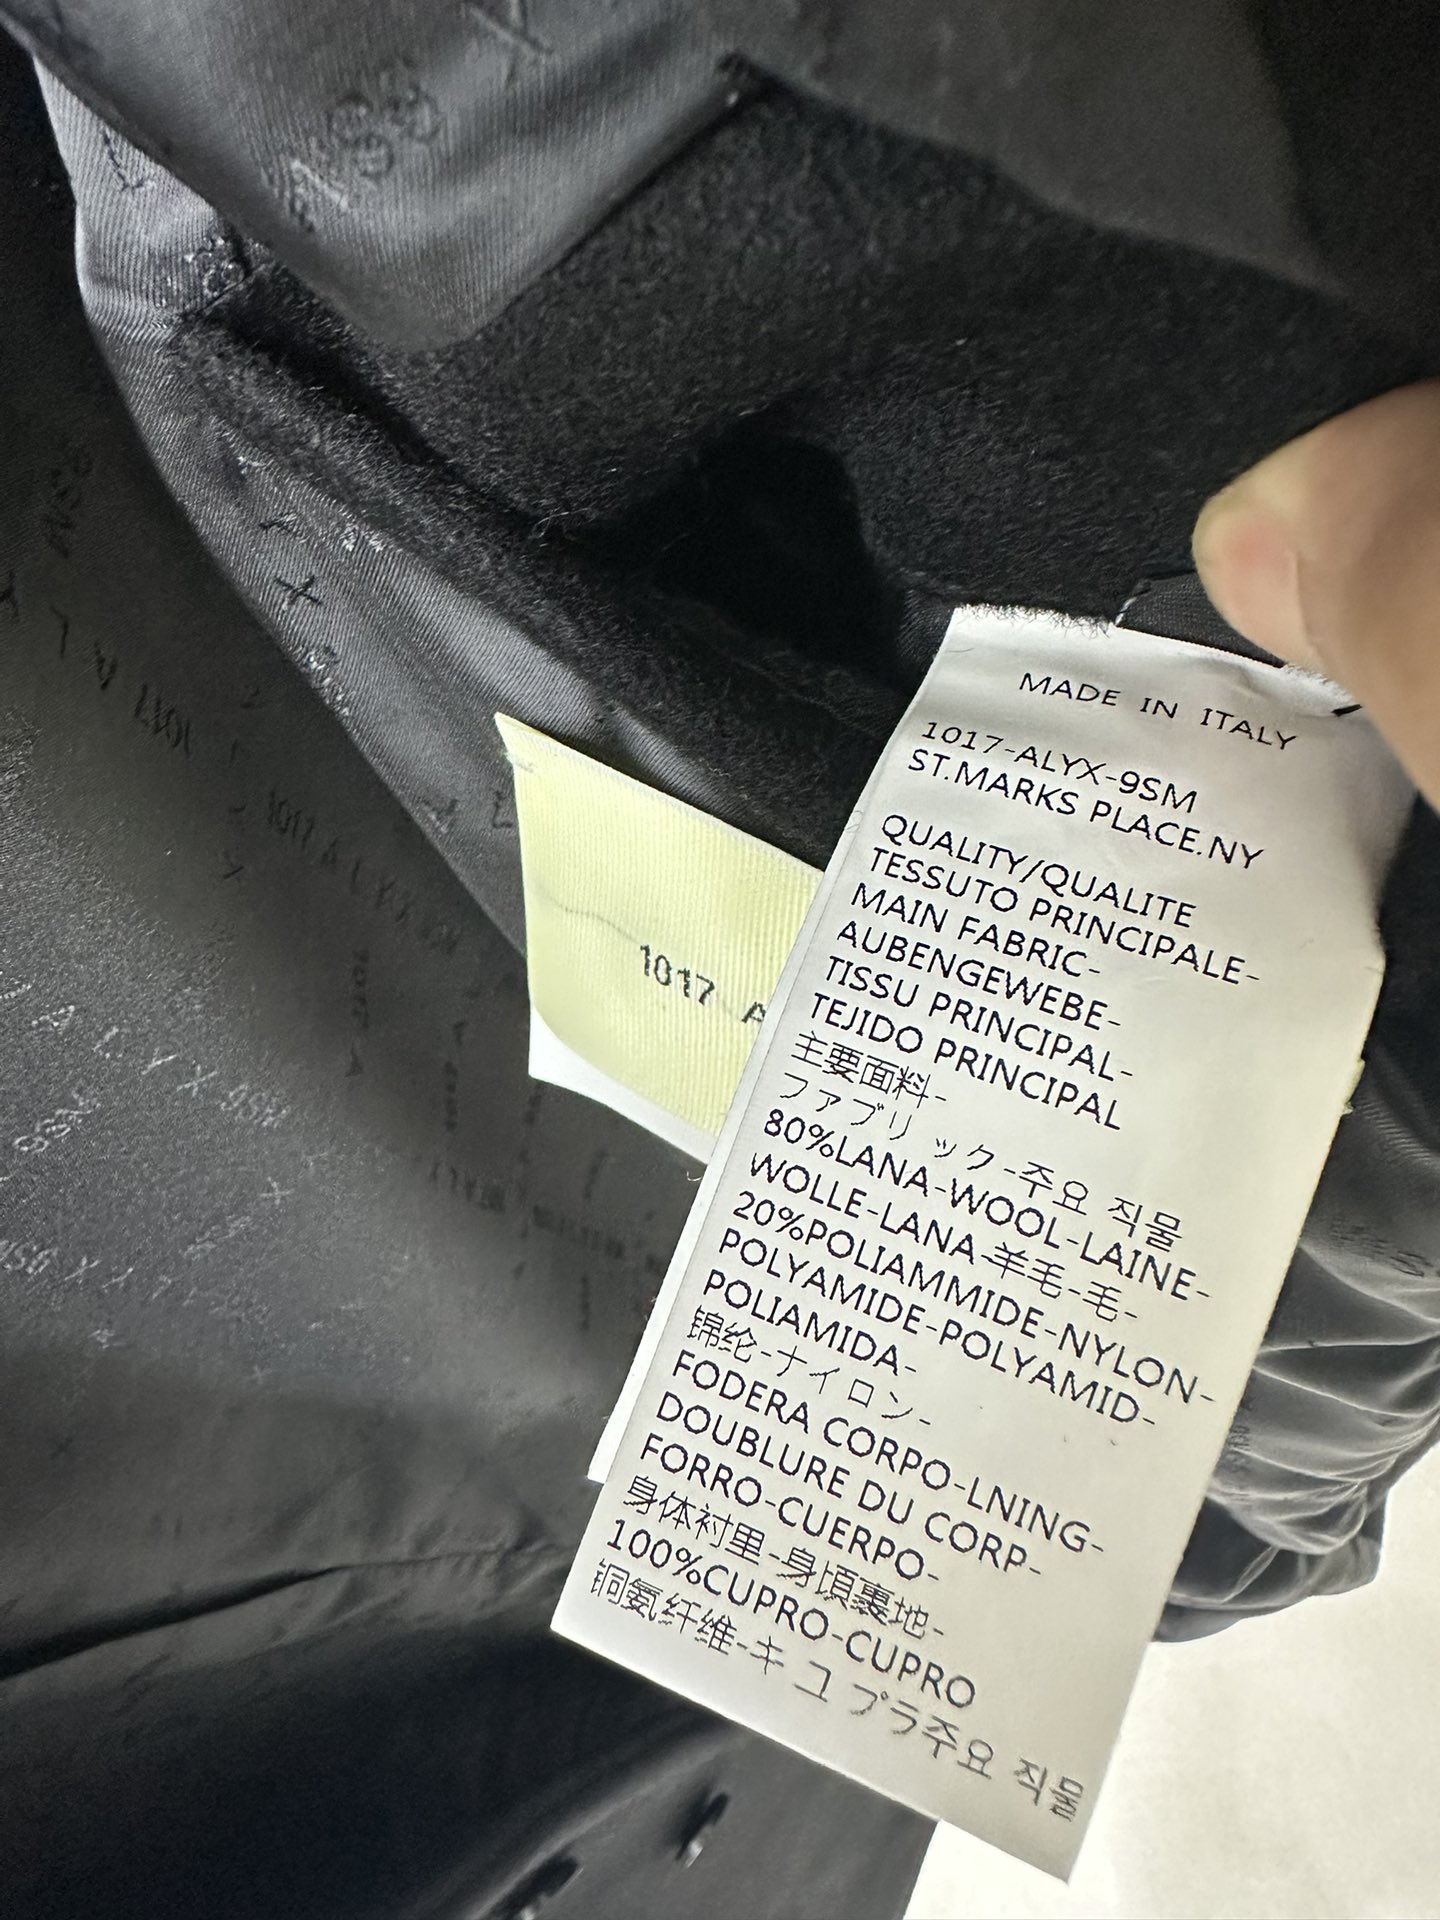 MADE IN ITALY
1017-ALYX-9SM
ST.MARKS PLACE.NY
QUALITY/QUALITE
TESSUTO PRINCIPALE-
MAIN FABRIC-
AUBENGEWEBE-
TISSU PRINCIPAL-
TEJIDO PRINCIPAL
主要面料-
ファブリック-주요 직물
80%LANA-WOOL-LAINE-
WOLLE-LANA-羊毛-毛-
20%POLIAMMIDE-NYLON-
POLYAMIDE-POLYAMID-
POLIAMIDA-
锦纶-ナイロン-
FODERA CORPO-LNING-
DOUBLURE DU CORP-
FORRO-CUERPO-
身体衬里-身頃裏地-
100%CUPRO-CUPRO
铜氨纤维-キュプラ주요 직물
1017 A
1017 A L
A L Y X 9SM